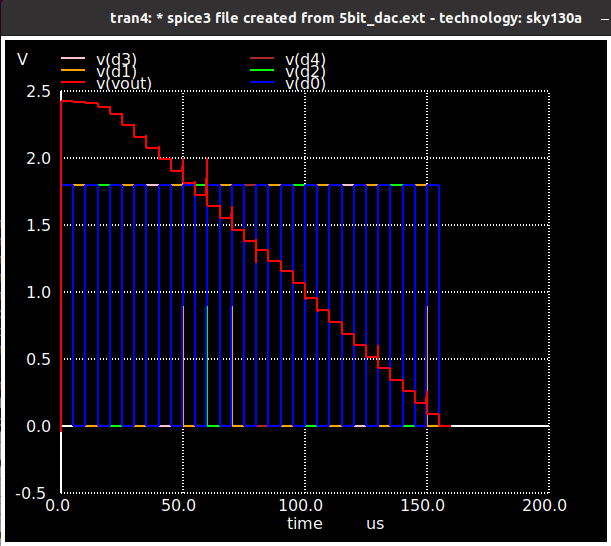 tran4: * spice3 file created from 5bit_dac.ext - technology: sky130a
V
v(d3) v(d4)
v(d1) v(d2)
v(vout) v(d0)
2.5
2.0
1.5
1.0
0.5
0.0
-0.5
0.0 50.0 100.0 150.0 200.0
time us